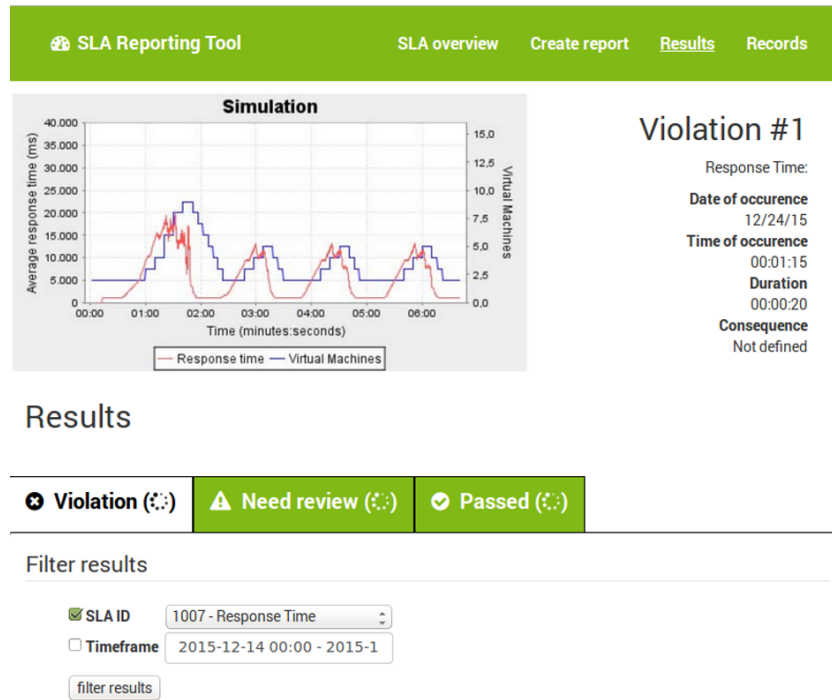 SLA Reporting Tool
SLA overview Create report Results Records
Simulation
Average response time (ms)
40.000
35.000
30.000
25.000
20.000
15.000
10.000
5.000
0
15,0
12,5
10,0
7,5
5,0
2,5
0,0
Virtual Machines
00:00 01:00 02:00 03:00 04:00 05:00 06:00
Time (minutes:seconds)
Response time Virtual Machines
Violation #1
Response Time:
Date of occurence
12/24/15
Time of occurence
00:01:15
Duration
00:00:20
Consequence
Not defined
Results
Violation ( )
Need review ( )
Passed ( )
Filter results
SLA ID 1007 - Response Time
Timeframe 2015-12-14 00:00 - 2015-1
filter results